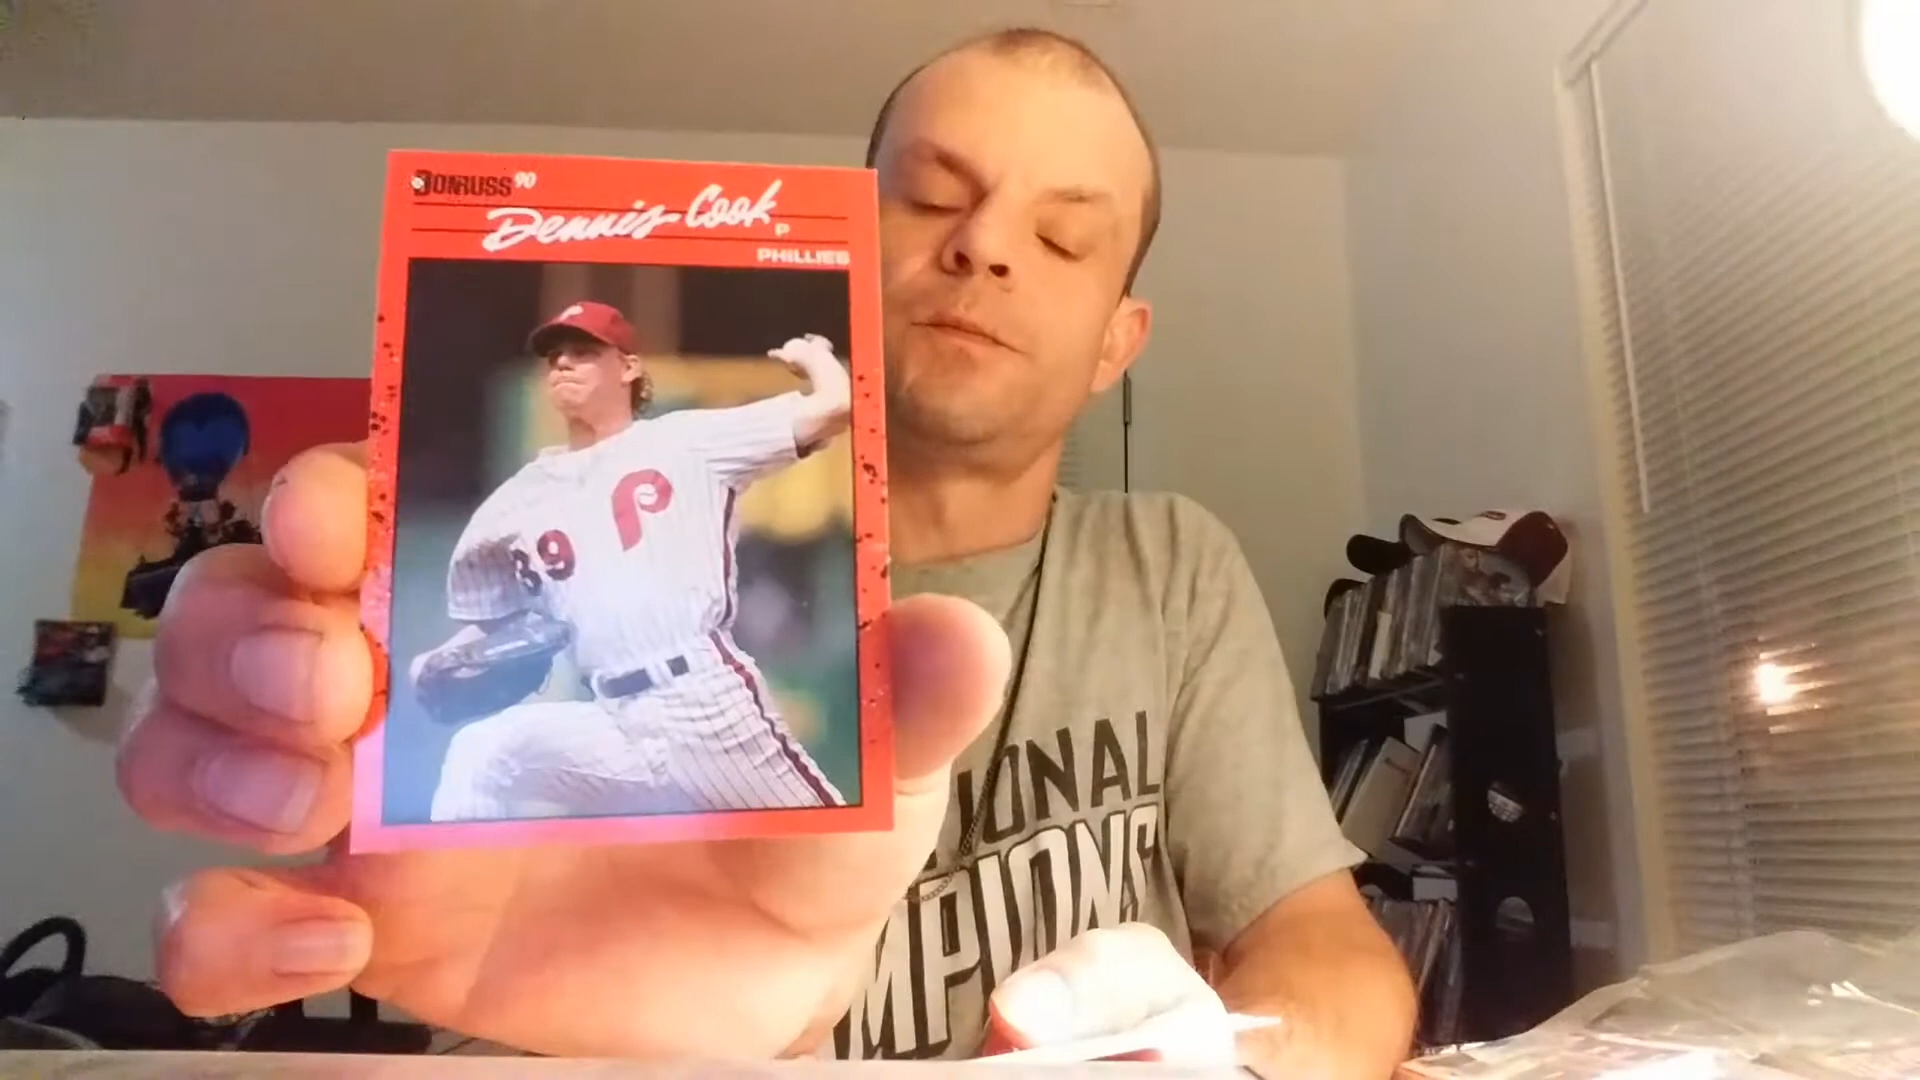 DONRUSS 90
Dennis Cook
P
PHILLIES
P
P
39
IONAL
MPIONS